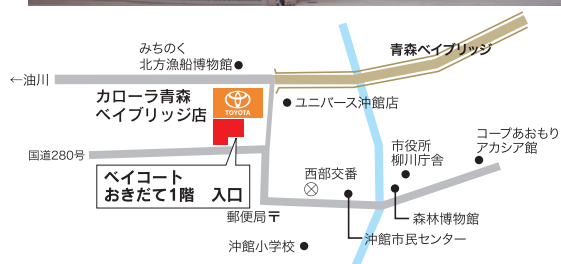 みちのく
北方漁船博物館
青森ベイブリッジ
←油川
カローラ青森
ベイブリッジ店
TOYOTA
ユニバース沖館店
コープあおもり
アカシア館
市役所
柳川庁舎
国道280号
ベイコート
おきだて1階 入口
西部交番
郵便局〒
森林博物館
沖館市民センター
沖館小学校